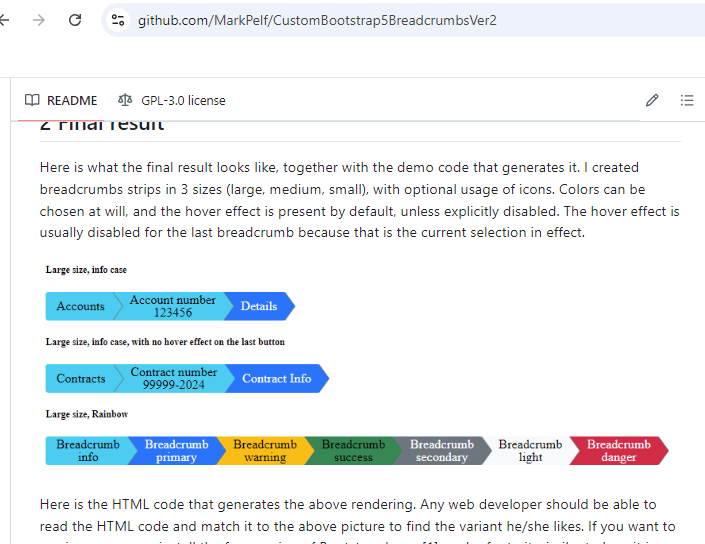 github.com/MarkPelf/CustomBootstrap5BreadcrumbsVer2
README
GPL-3.0 license
2 Final result
Here is what the final result looks like, together with the demo code that generates it. I created
breadcrumbs strips in 3 sizes (large, medium, small), with optional usage of icons. Colors can be
chosen at will, and the hover effect is present by default, unless explicitly disabled. The hover effect is
usually disabled for the last breadcrumb because that is the current selection in effect.
Large size, info case
Accounts
Account number
123456
Details
Large size, info case, with no hover effect on the last button
Contracts
Contract number
99999-2024
Contract Info
Large size, Rainbow
Breadcrumb
info
Breadcrumb
primary
Breadcrumb
warning
Breadcrumb
success
Breadcrumb
secondary
Breadcrumb
light
Breadcrumb
danger
Here is the HTML code that generates the above rendering. Any web developer should be able to
read the HTML code and match it to the above picture to find the variant he/she likes. If you want to